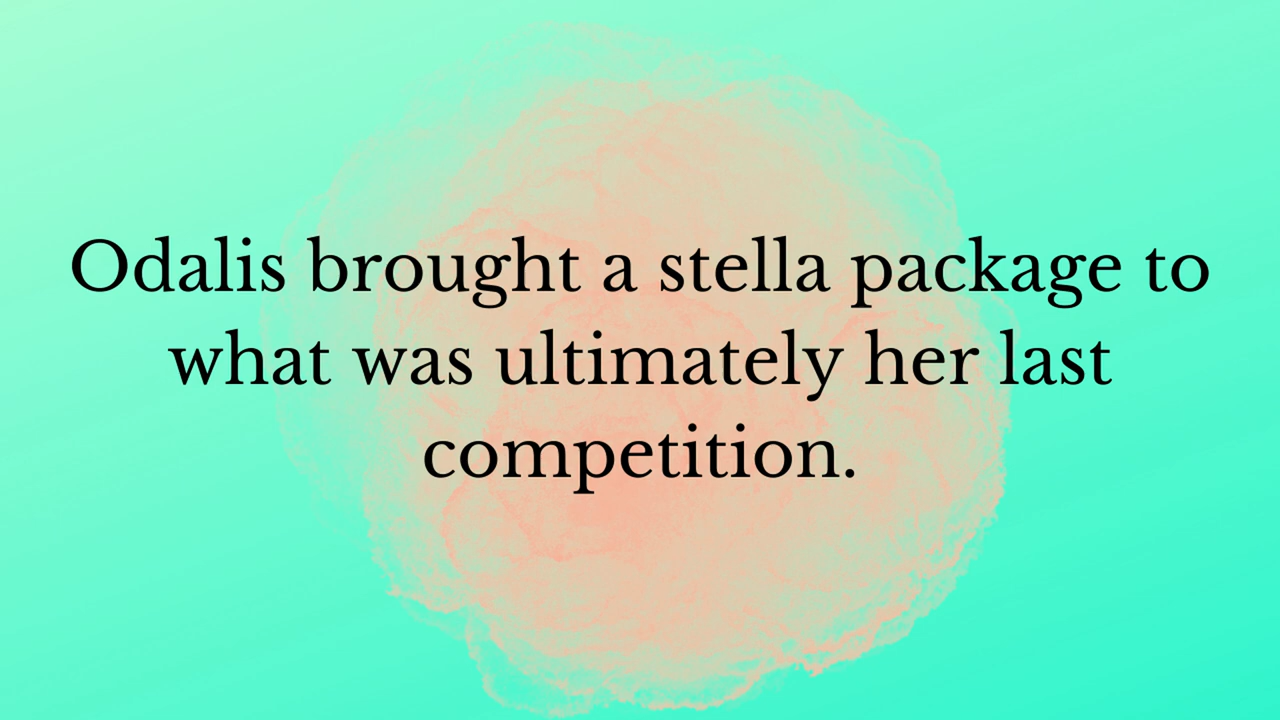 Odalis brought a stella package to
what was ultimately her last
competition.